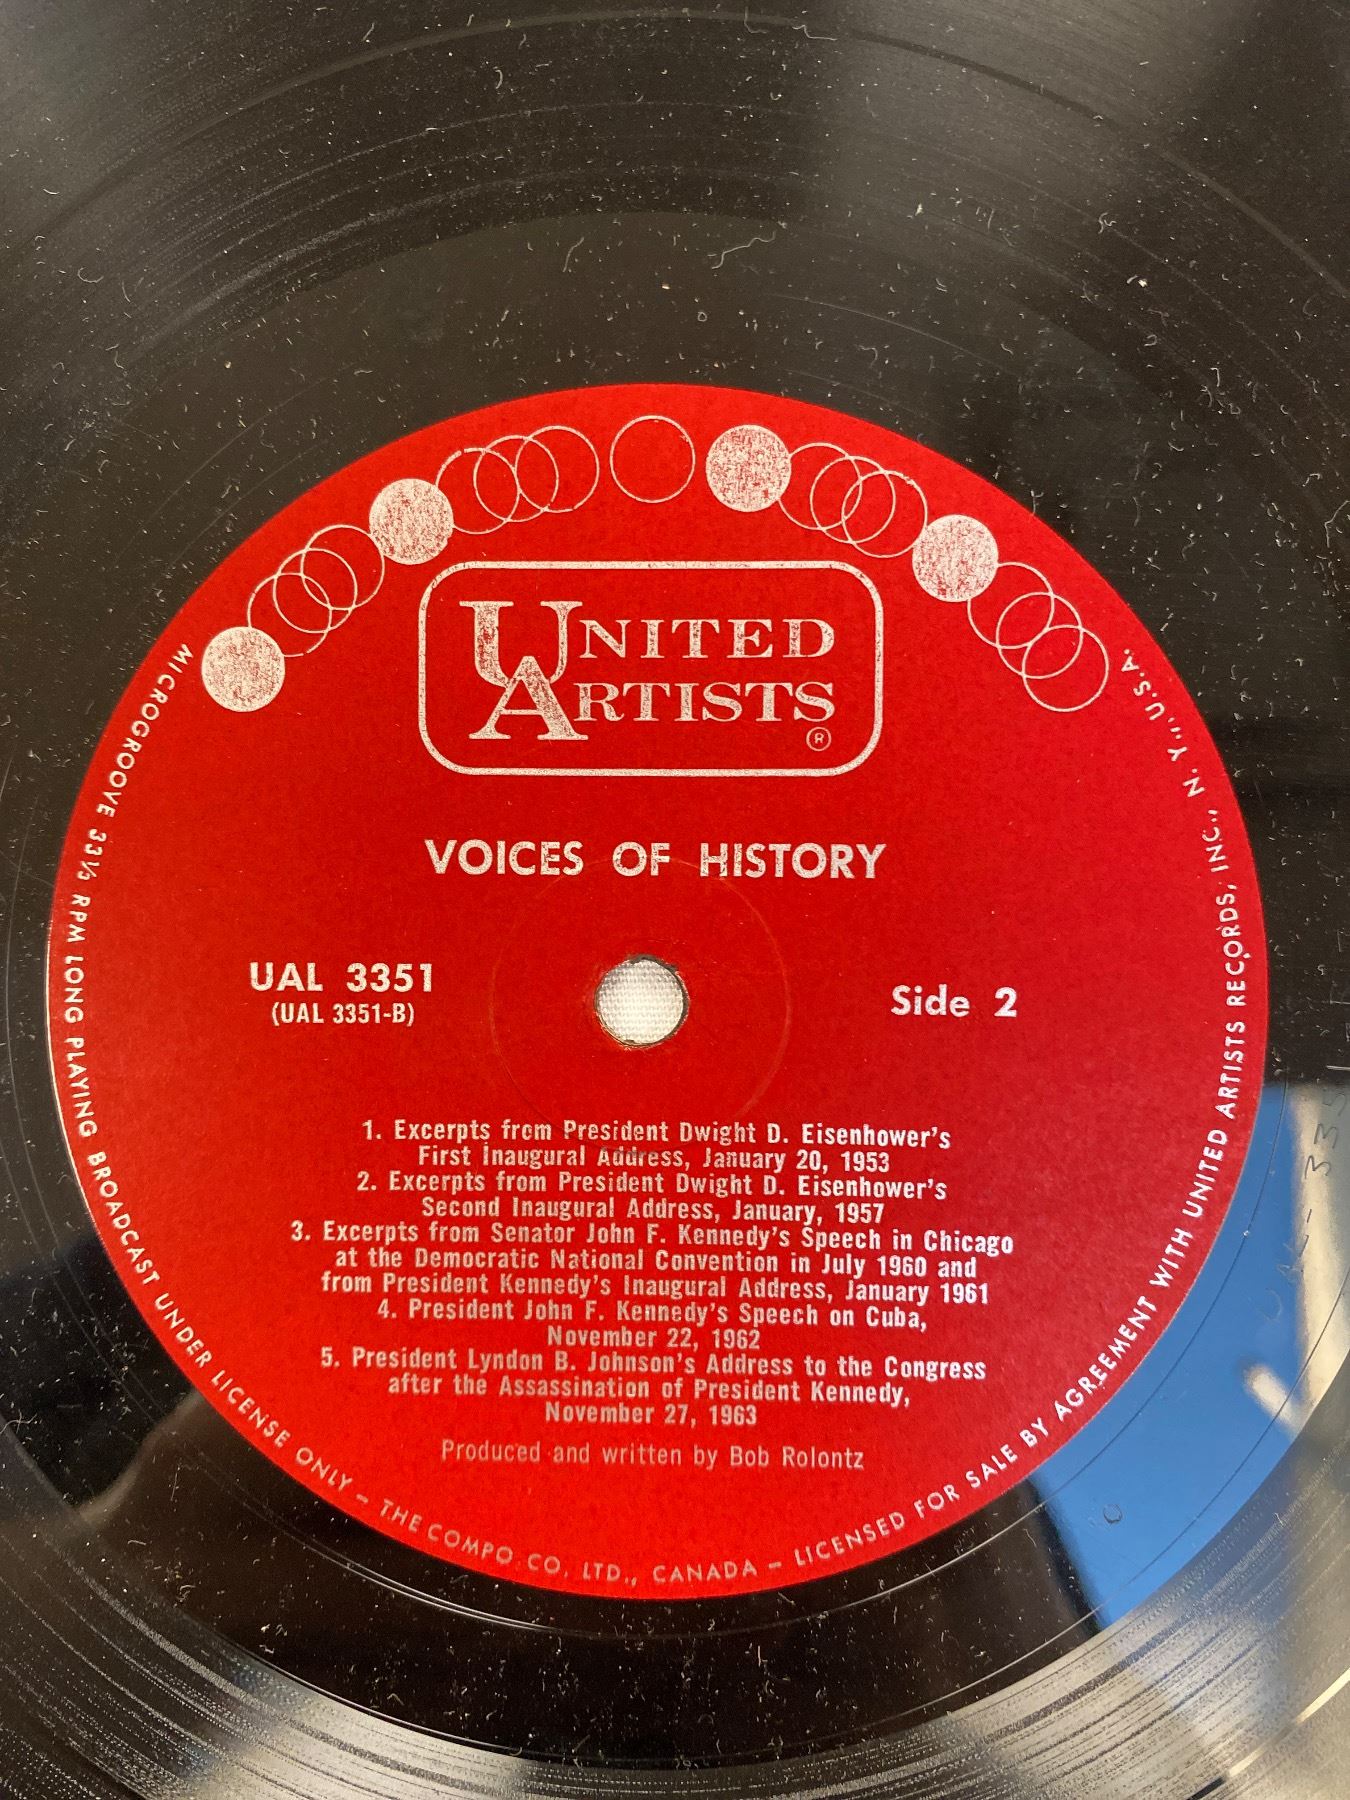 UNITED
ARTISTS
®
VOICES OF HISTORY
UAL 3351
(UAL 3351-B)
Side 2
1. Excerpts from President Dwight D. Eisenhower's
First Inaugural Address, January 20, 1953
2. Excerpts from President Dwight D. Eisenhower's
Second Inaugural Address, January, 1957
3. Excerpts from Senator John F. Kennedy's Speech in Chicago
at the Democratic National Convention in July 1960 and
from President Kennedy's Inaugural Address, January 1961
4. President John F. Kennedy's Speech on Cuba,
November 22, 1962
5. President Lyndon B. Johnson's Address to the Congress
after the Assassination of President Kennedy,
November 27, 1963
Produced and written by Bob Rolontz
MICROGROOVE 33⅓ RPM LONG PLAYING BROADCAST UNDER LICENSE ONLY – THE COMPO CO. LTD., CANADA – LICENSED FOR SALE BY AGREEMENT WITH UNITED ARTISTS RECORDS, INC., N. Y., U.S.A.